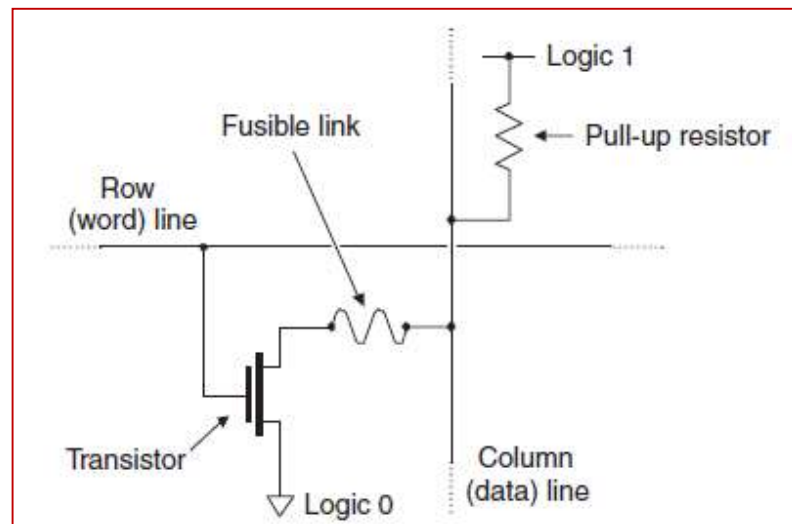 Logic 1
Fusible link
Pull-up resistor
Row
(word) line
Transistor
Logic 0
Column
(data) line